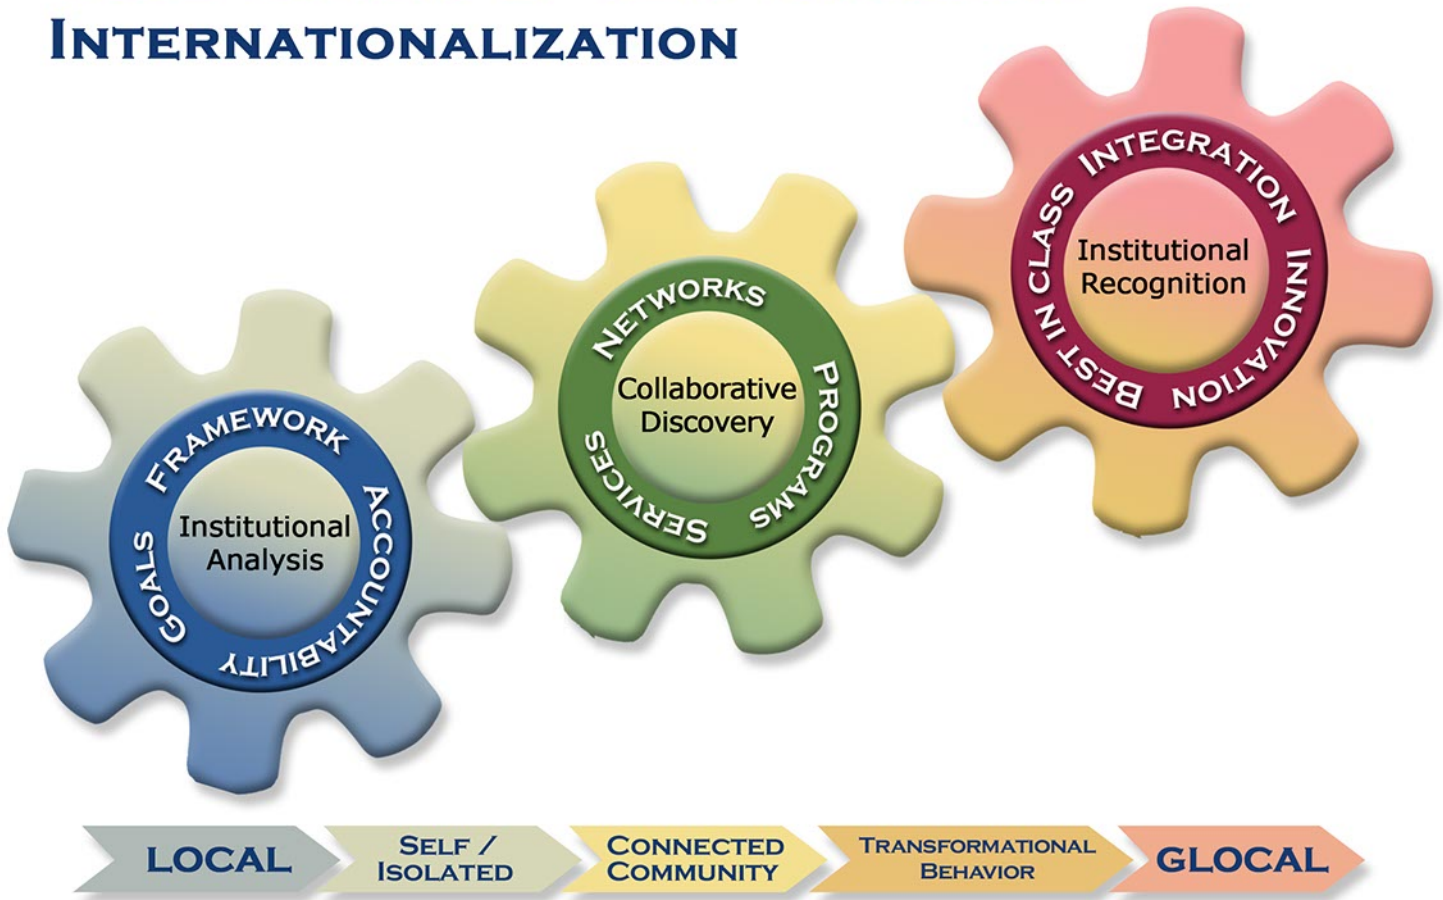 INTERNATIONALIZATION
FRAMEWORK
ACCOUNTABILITY
GOALS
Institutional
Analysis
NETWORKS
PROGRAMS
SERVICES
Collaborative
Discovery
INTEGRATION
INNOVATION
BEST IN CLASS
Institutional
Recognition
LOCAL
SELF /
ISOLATED
CONNECTED
COMMUNITY
TRANSFORMATIONAL
BEHAVIOR
GLOCAL